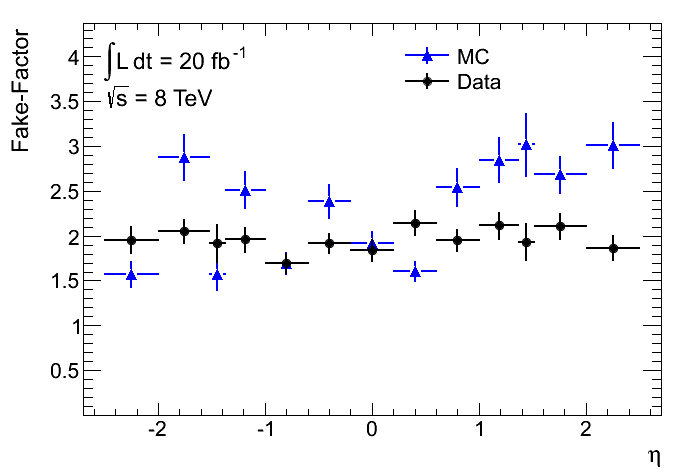 Fake-Factor
∫L dt = 20 fb⁻¹
√s = 8 TeV
MC
Data
4
3.5
3
2.5
2
1.5
1
0.5
-2 -1 0 1 2
η